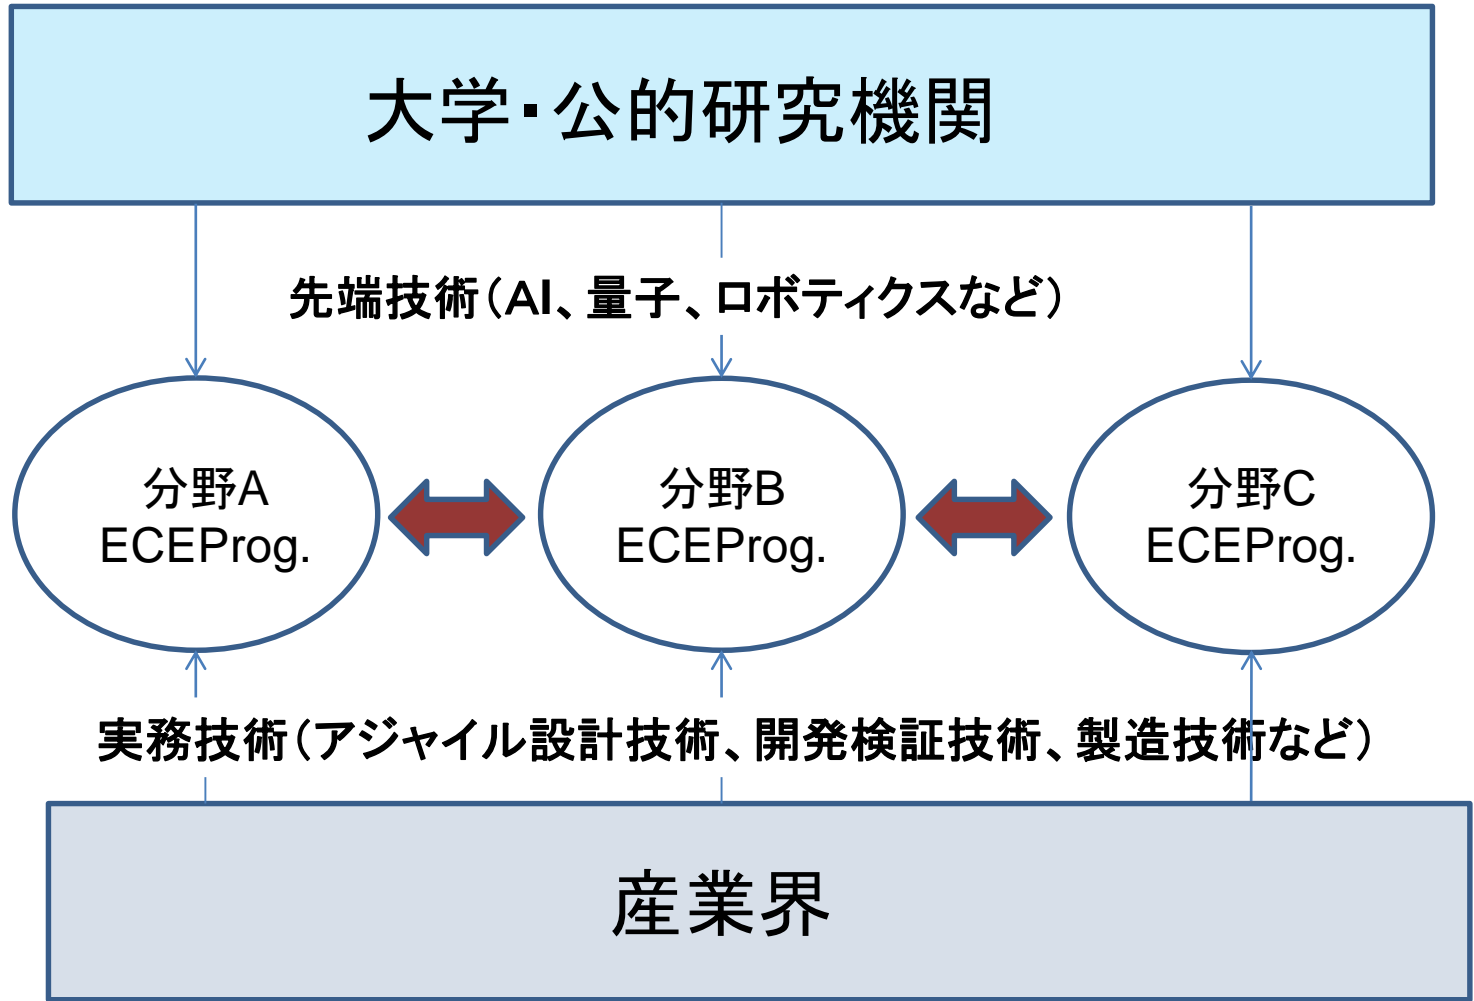 大学・公的研究機関
先端技術（AI、量子、ロボティクスなど）
分野A
ECEProg.
分野B
ECEProg.
分野C
ECEProg.
実務技術（アジャイル設計技術、開発検証技術、製造技術など）
産業界